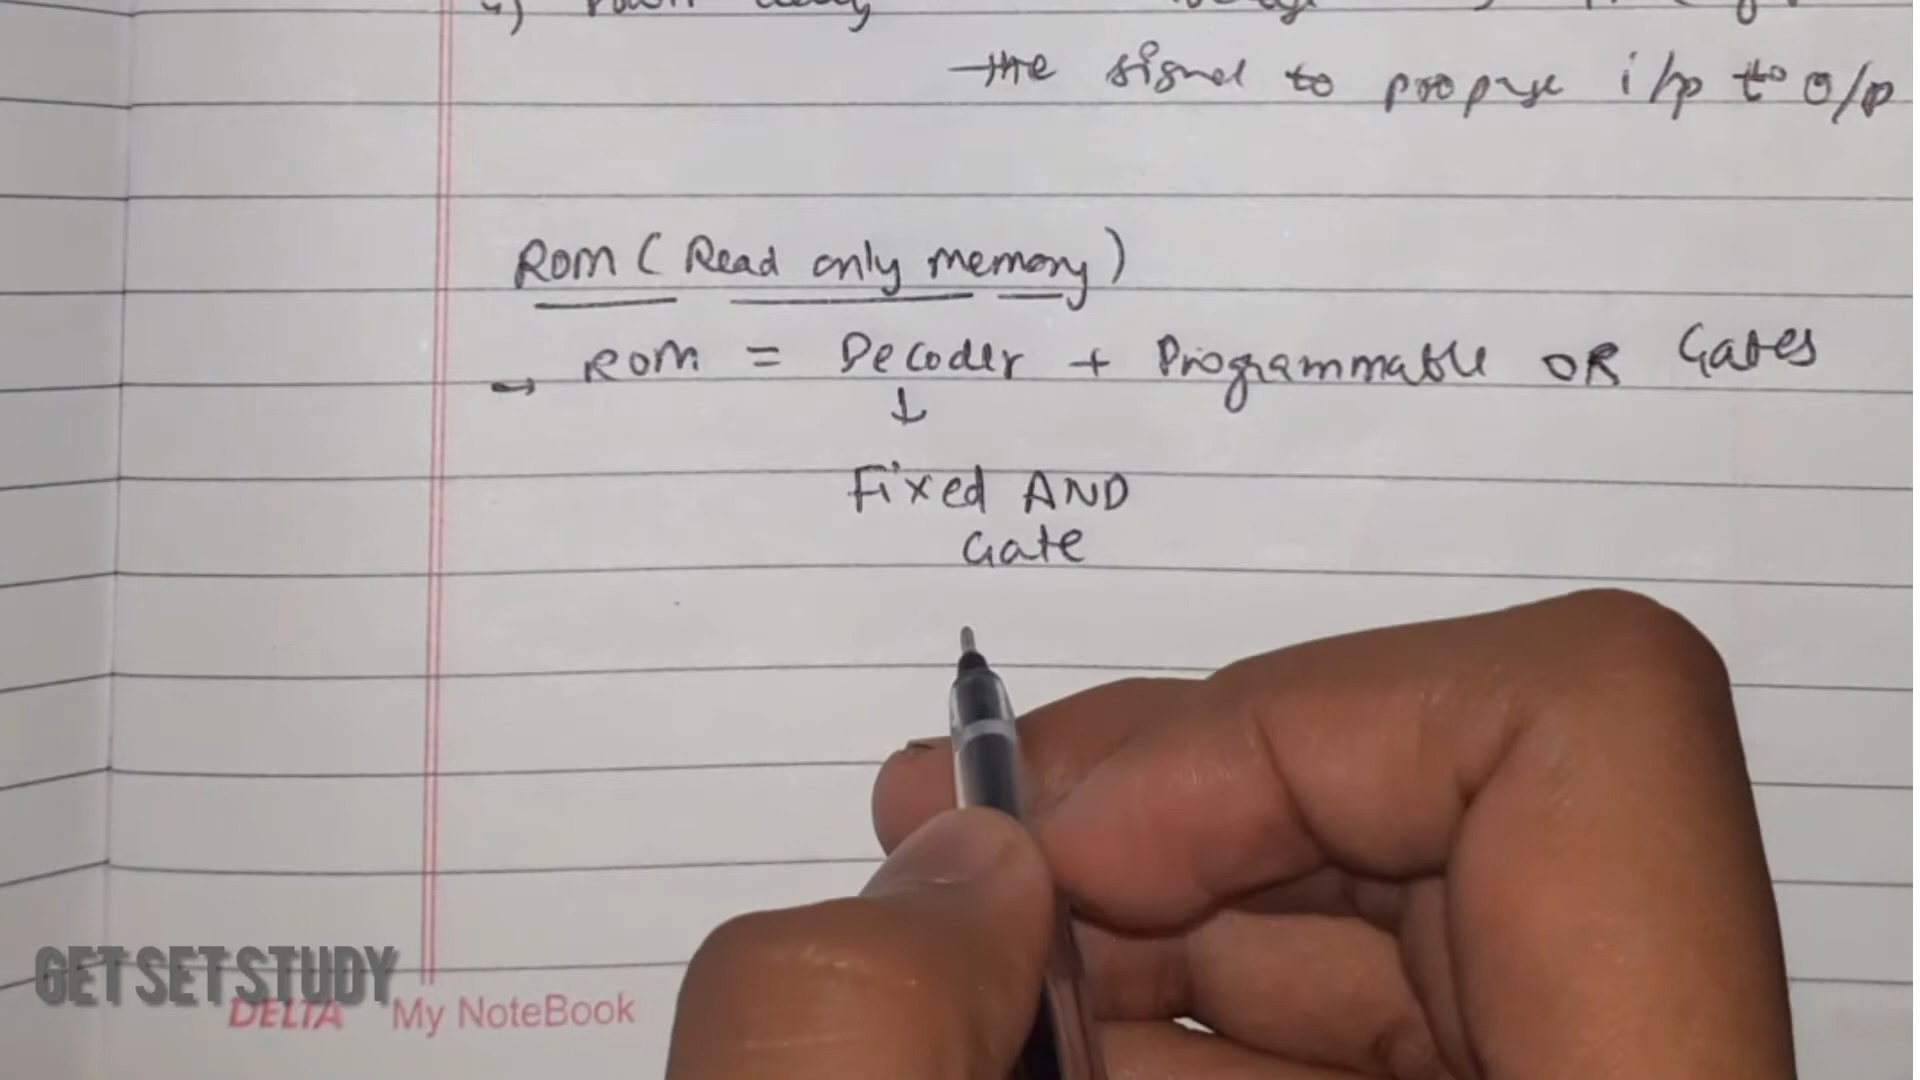 4)
the signal to propage i/p to o/p
ROM (Read only memory)
→ ROM = Decoder + Programmable OR Gates
↓
Fixed AND
Gate
GET SET STUDY
DELTA My NoteBook